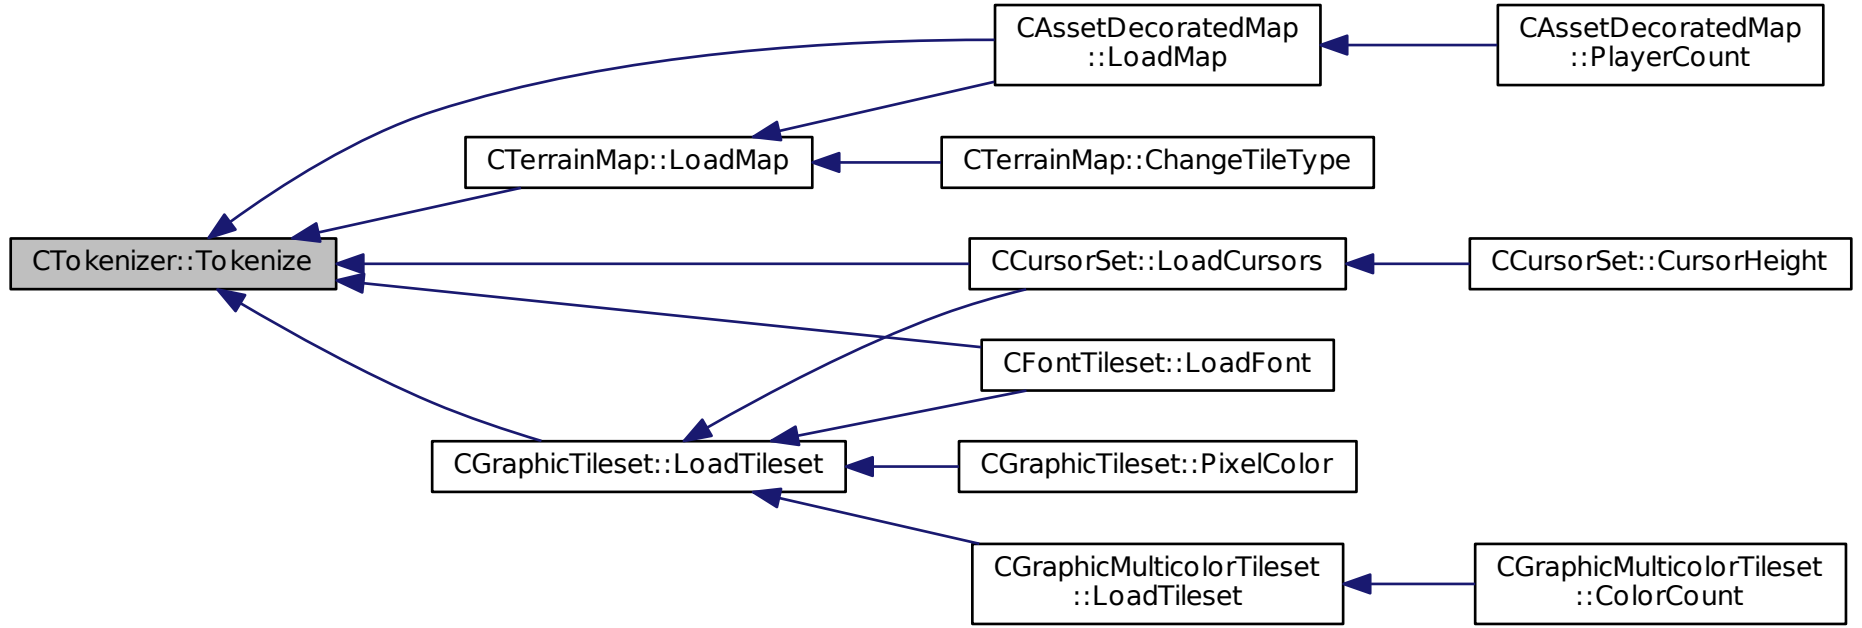 CAssetDecoratedMap
::LoadMap
CAssetDecoratedMap
::PlayerCount
CTerrainMap::LoadMap
CTerrainMap::ChangeTileType
CTokenizer::Tokenize
CCursorSet::LoadCursors
CCursorSet::CursorHeight
CFontTileset::LoadFont
CGraphicTileset::LoadTileset
CGraphicTileset::PixelColor
CGraphicMulticolorTileset
::LoadTileset
CGraphicMulticolorTileset
::ColorCount